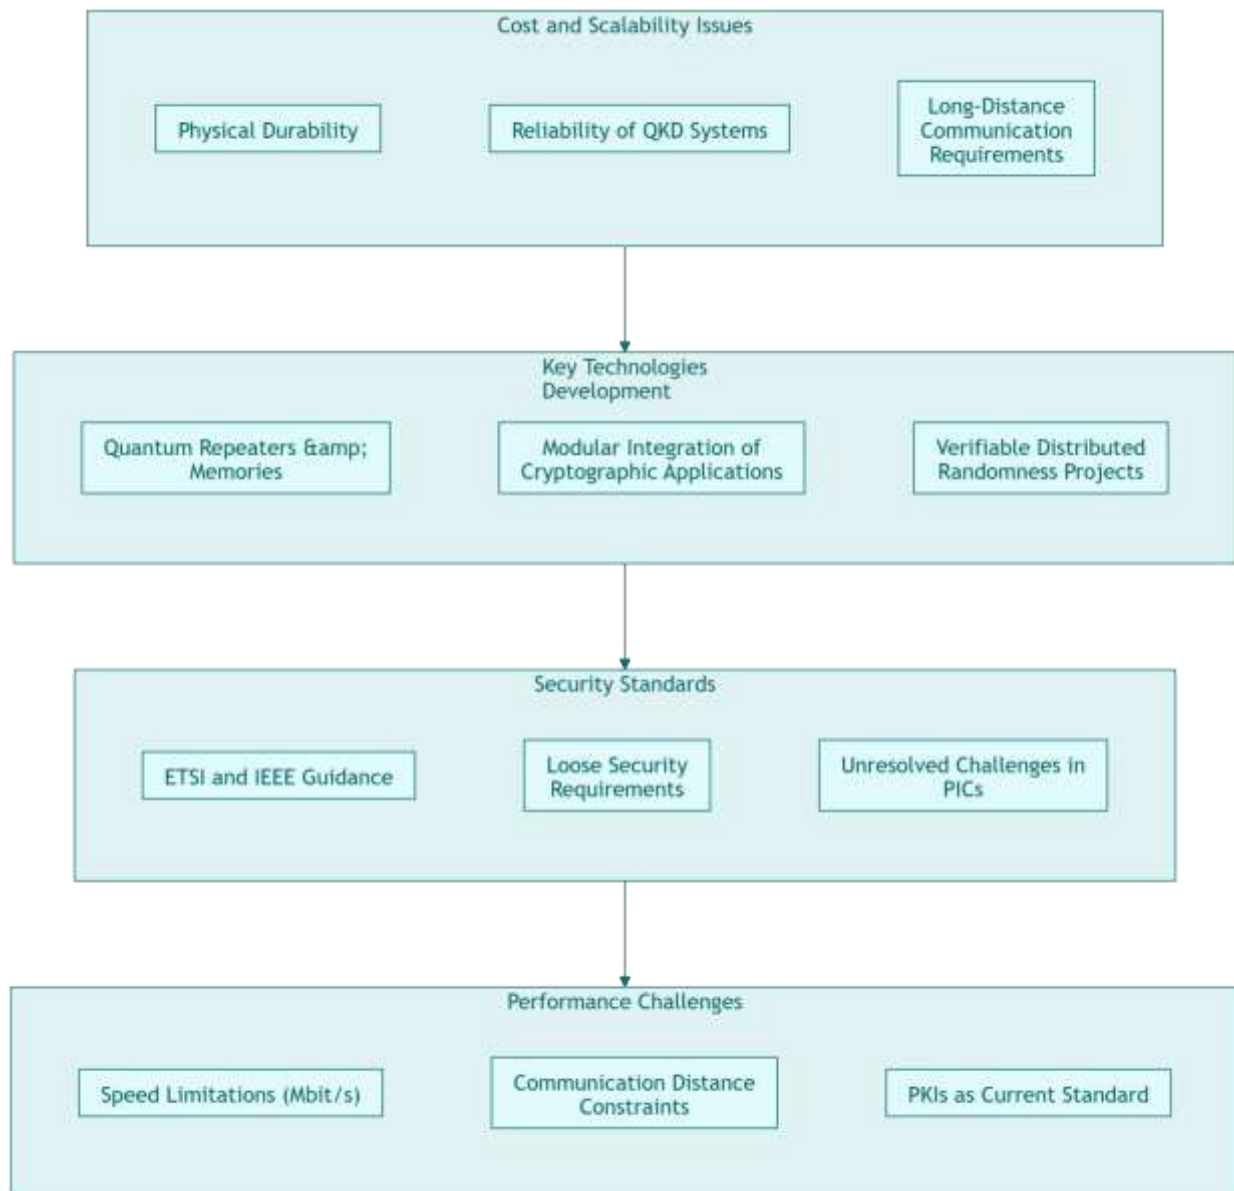 Cost and Scalability Issues
Physical Durability
Reliability of QKD Systems
Long-Distance
Communication
Requirements
Key Technologies
Development
Quantum Repeaters &amp;
Memories
Modular Integration of
Cryptographic Applications
Verifiable Distributed
Randomness Projects
Security Standards
ETSI and IEEE Guidance
Loose Security
Requirements
Unresolved Challenges in
PICs
Performance Challenges
Speed Limitations (Mbit/s)
Communication Distance
Constraints
PKIs as Current Standard